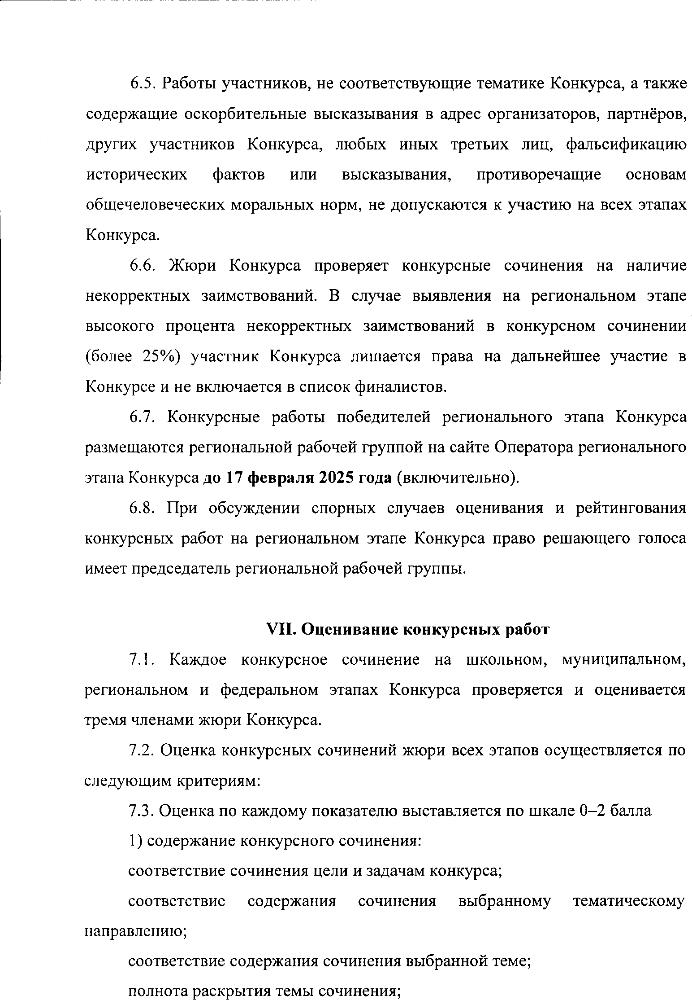 6.5. Работы участников, не соответствующие тематике Конкурса, а также
содержащие оскорбительные высказывания в адрес организаторов, партнёров,
других участников Конкурса, любых иных третьих лиц, фальсификацию
исторических фактов или высказывания, противоречащие основам
общечеловеческих моральных норм, не допускаются к участию на всех этапах
Конкурса.
6.6. Жюри Конкурса проверяет конкурсные сочинения на наличие
некорректных заимствований. В случае выявления на региональном этапе
высокого процента некорректных заимствований в конкурсном сочинении
(более 25%) участник Конкурса лишается права на дальнейшее участие в
Конкурсе и не включается в список финалистов.
6.7. Конкурсные работы победителей регионального этапа Конкурса
размещаются региональной рабочей группой на сайте Оператора регионального
этапа Конкурса до 17 февраля 2025 года (включительно).
6.8. При обсуждении спорных случаев оценивания и рейтингования
конкурсных работ на региональном этапе Конкурса право решающего голоса
имеет председатель региональной рабочей группы.
VII. Оценивание конкурсных работ
7.1. Каждое конкурсное сочинение на школьном, муниципальном,
региональном и федеральном этапах Конкурса проверяется и оценивается
тремя членами жюри Конкурса.
7.2. Оценка конкурсных сочинений жюри всех этапов осуществляется по
следующим критериям:
7.3. Оценка по каждому показателю выставляется по шкале 0–2 балла
1) содержание конкурсного сочинения:
соответствие сочинения цели и задачам конкурса;
соответствие содержания сочинения выбранному тематическому
направлению;
соответствие содержания сочинения выбранной теме;
полнота раскрытия темы сочинения;